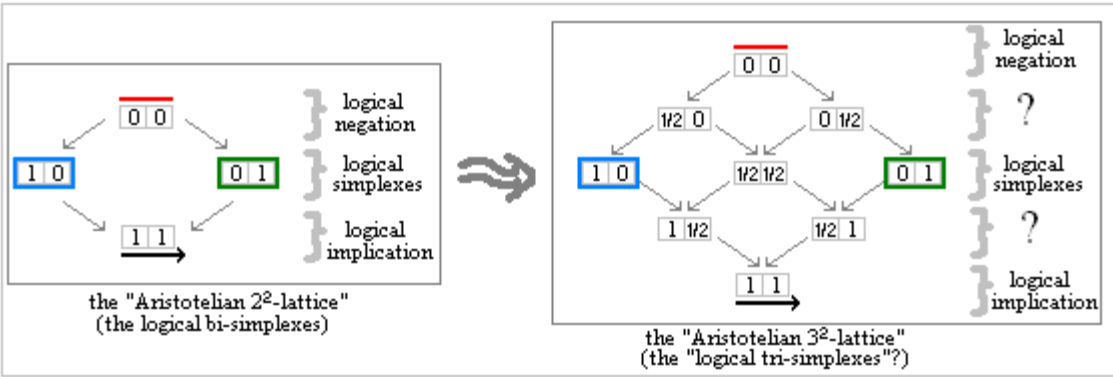 0 0
logical
negation
1 0
0 1
logical
simplexes
1 1
logical
implication
the "Aristotelian 2²-lattice"
(the logical bi-simplexes)
0 0
logical
negation
1/2 0
0 1/2
?
1 0
1/2 1/2
0 1
logical
simplexes
1 1/2
1/2 1
?
1 1
logical
implication
the "Aristotelian 3²-lattice"
(the "logical tri-simplexes"?)